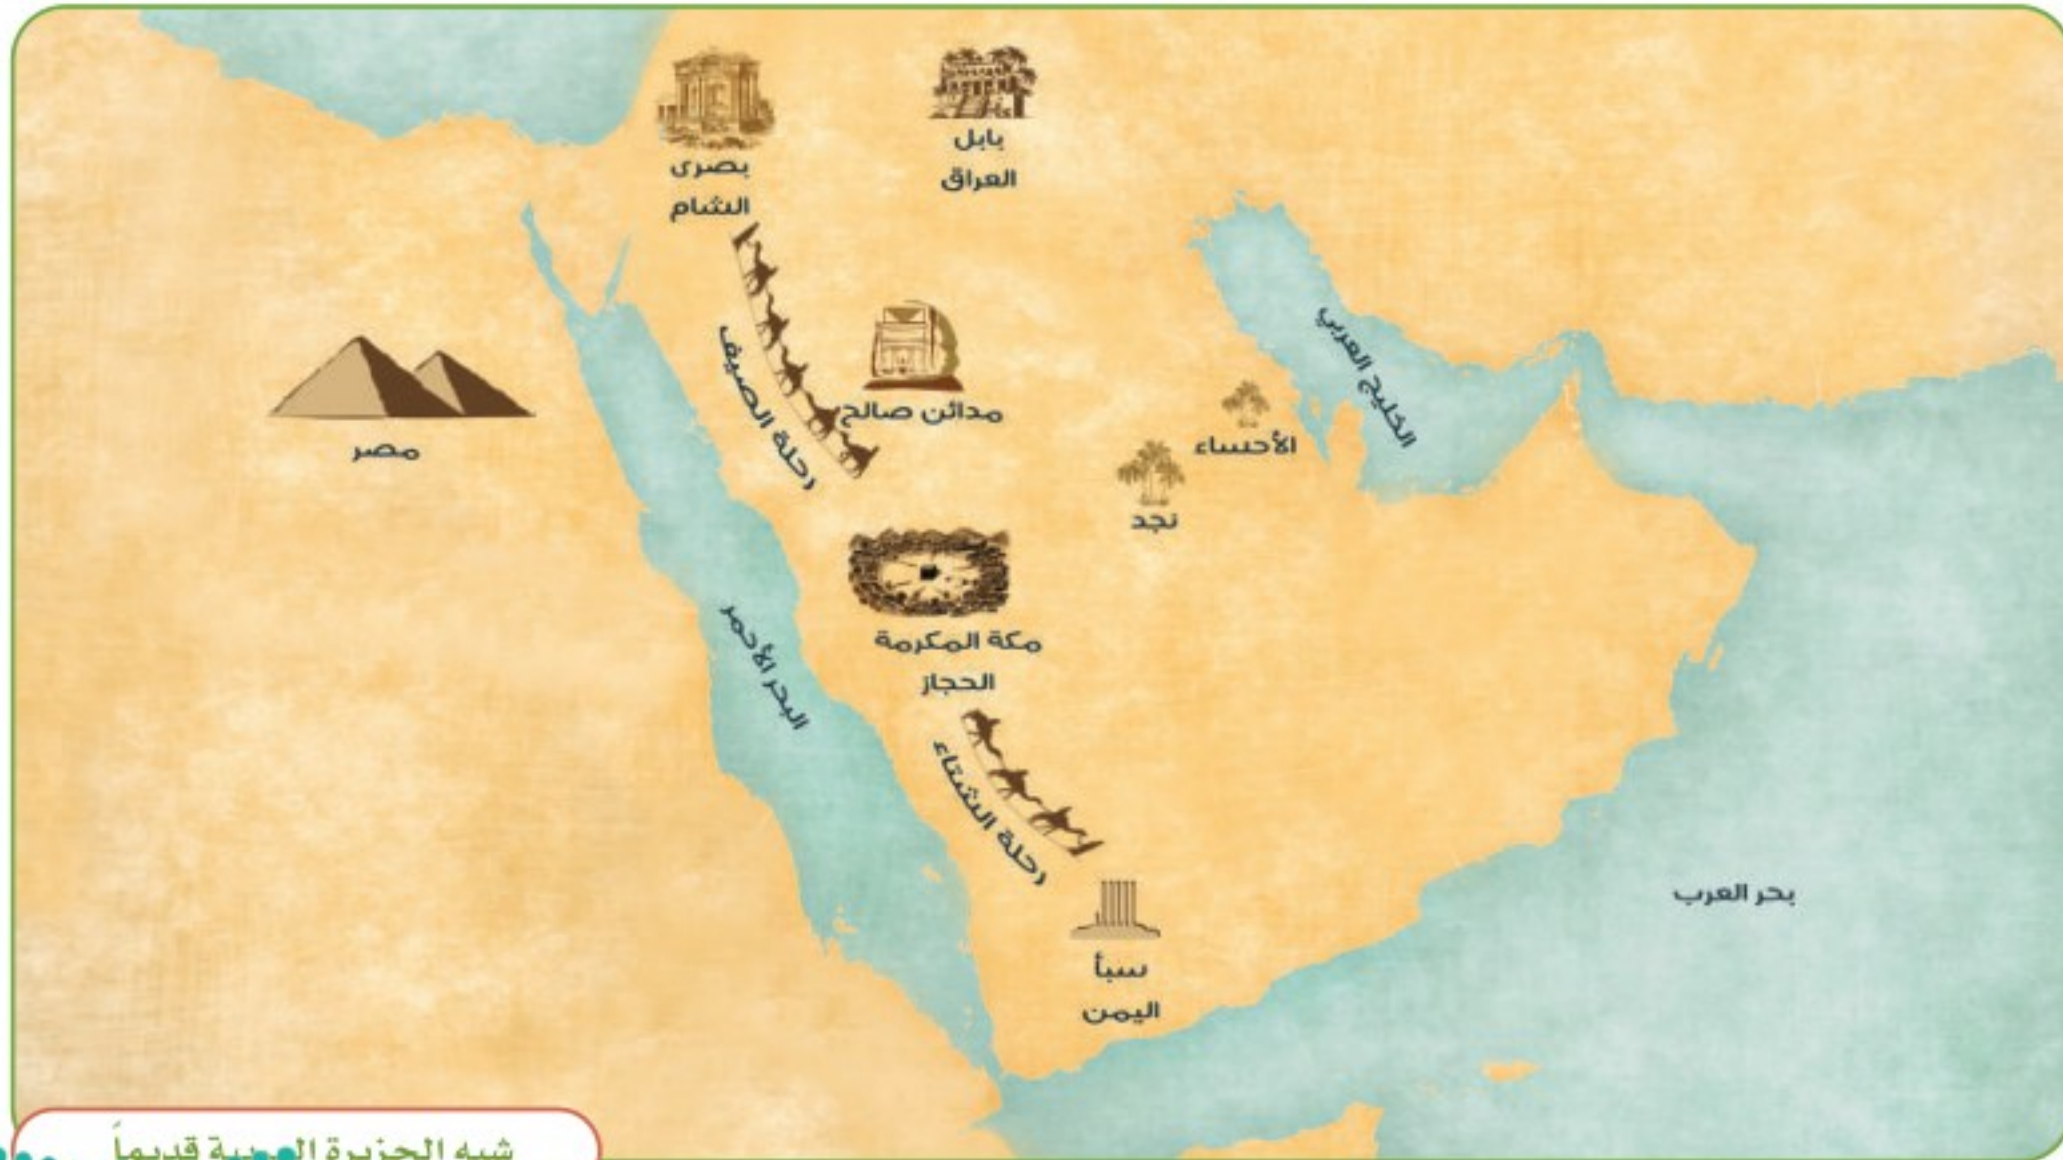 بصرى
الشام
بابل
العراق
رحلة الصيف
مدائن صالح
مصر
الخليج العربي
الأحساء
نجد
مكة المكرمة
الحجاز
البحر الأحمر
رحلة الشتاء
سبأ
اليمن
بحر العرب
شبه الجزيرة العربية قديماً